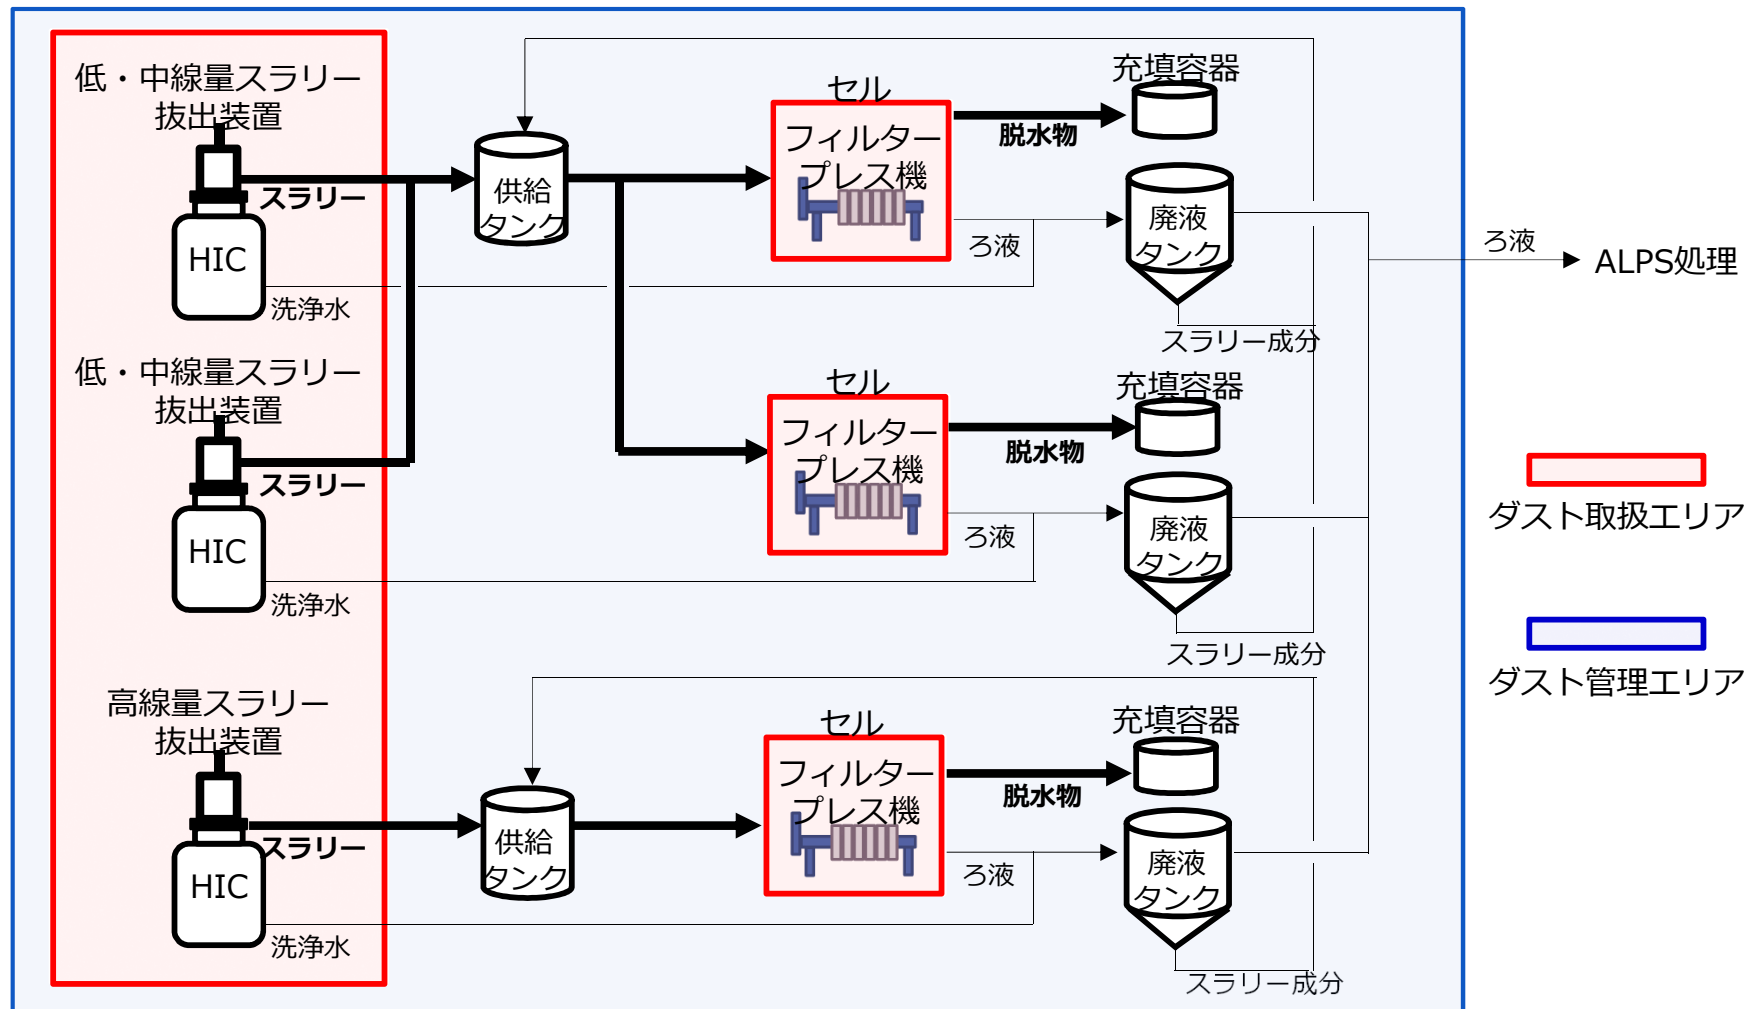 低・中線量スラリー
抜出装置
スラリー
HIC
洗浄水
供給
タンク
セル
フィルター
プレス機
脱水物
充填容器
ろ液
廃液
タンク
スラリー成分
ろ液
ALPS処理
低・中線量スラリー
抜出装置
スラリー
HIC
洗浄水
セル
フィルター
プレス機
脱水物
充填容器
ろ液
廃液
タンク
スラリー成分
高線量スラリー
抜出装置
スラリー
HIC
洗浄水
供給
タンク
セル
フィルター
プレス機
脱水物
充填容器
ろ液
廃液
タンク
スラリー成分
ダスト取扱エリア
ダスト管理エリア